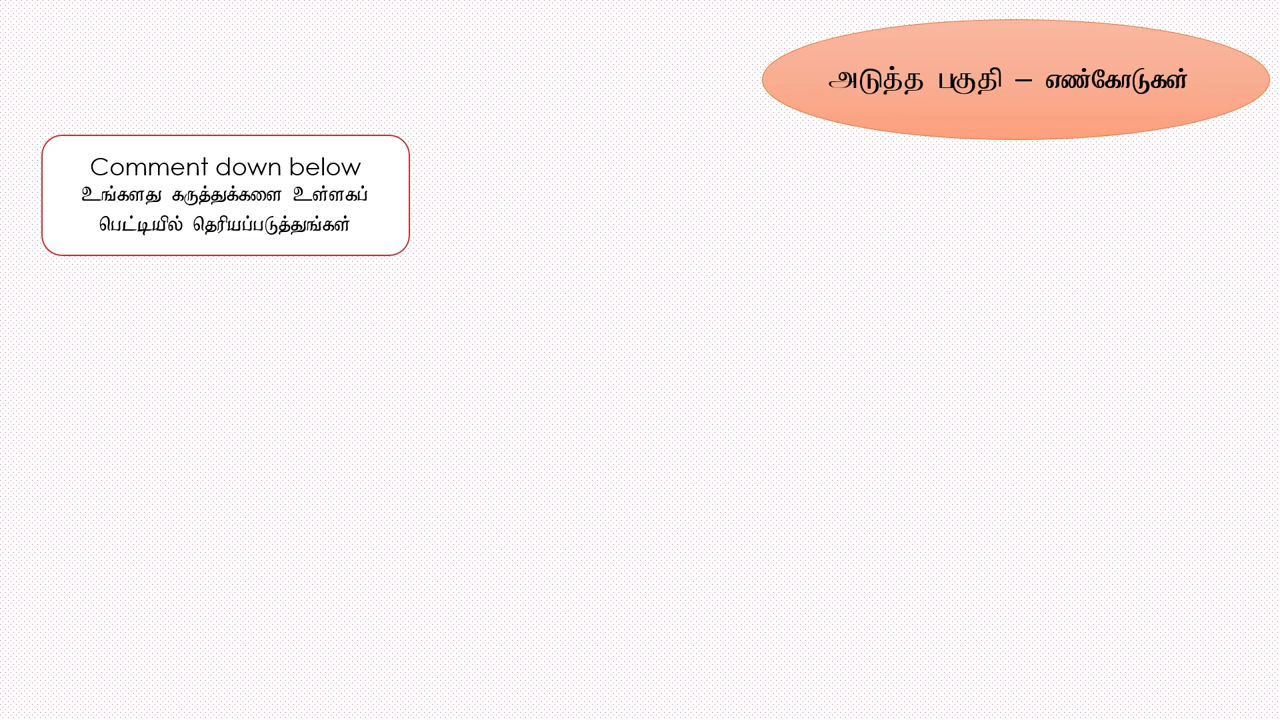 அடுத்த பகுதி – எண்கோடுகள்
Comment down below
உங்களது கருத்துக்களை உள்ளகப்
பெட்டியில் தெரியப்படுத்துங்கள்